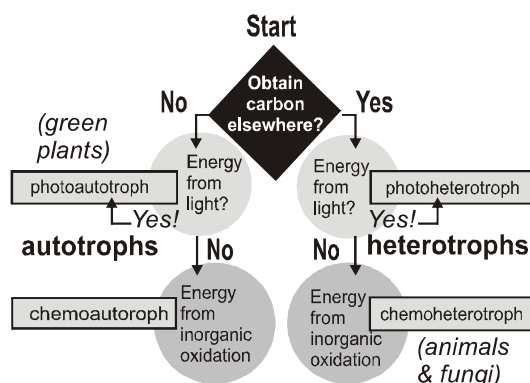 Start
Obtain
carbon
elsewhere?
No
Yes
(green
plants)
Energy
from
light?
photoautotroph
Yes!
autotrophs
Energy
from
light?
photoheterotroph
Yes!
heterotrophs
No
No
chemoautoroph
Energy
from
inorganic
oxidation
Energy
from
inorganic
oxidation
chemoheterotroph
(animals
& fungi)